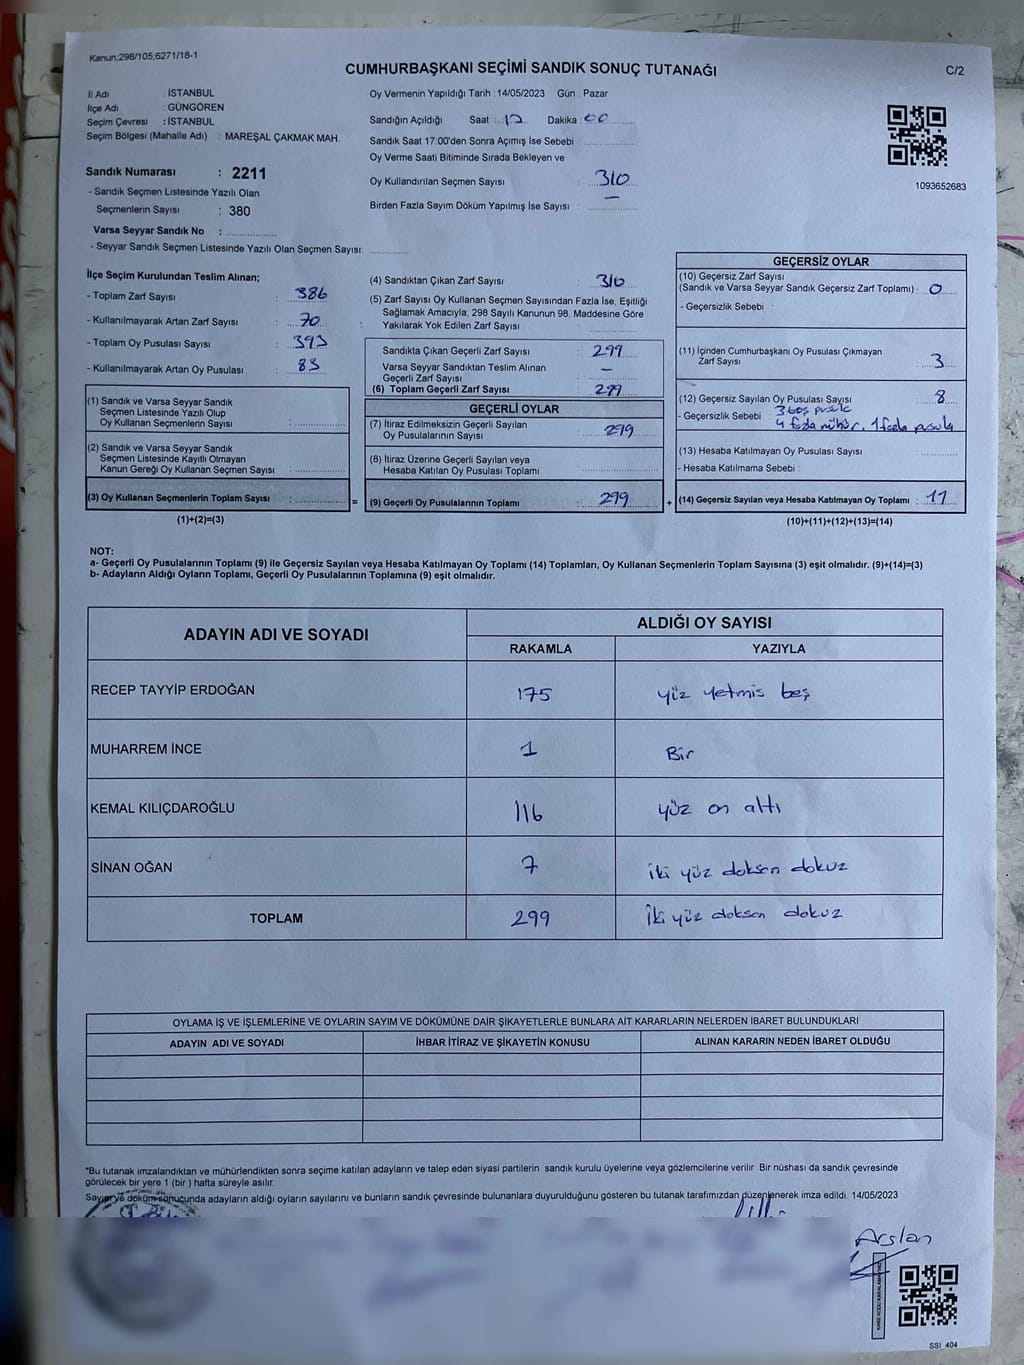 Kanun;298/105;6271/18-1
CUMHURBAŞKANI SEÇİMİ SANDIK SONUÇ TUTANAĞI
C/2
İl Adı : İSTANBUL
İlçe Adı : GÜNGÖREN
Seçim Çevresi : İSTANBUL
Seçim Bölgesi (Mahalle Adı) : MAREŞAL ÇAKMAK MAH.
Sandık Numarası : 2211
- Sandık Seçmen Listesinde Yazılı Olan
Seçmenlerin Sayısı : 380
Varsa Seyyar Sandık No :
- Seyyar Sandık Seçmen Listesinde Yazılı Olan Seçmen Sayısı:
Oy Vermenin Yapıldığı Tarih : 14/05/2023 Gün : Pazar
Sandığın Açıldığı Saat : 17 Dakika : 00
Sandık Saat 17:00'den Sonra Açımış İse Sebebi :
Oy Verme Saati Bitiminde Sırada Bekleyen ve
Oy Kullandırılan Seçmen Sayısı : 310
Birden Fazla Sayım Döküm Yapılmış İse Sayısı : —
1093652683
İlçe Seçim Kurulundan Teslim Alınan;
- Toplam Zarf Sayısı : 386
- Kullanılmayarak Artan Zarf Sayısı : 70
- Toplam Oy Pusulası Sayısı : 393
- Kullanılmayarak Artan Oy Pusulası : 83
(1) Sandık ve Varsa Seyyar Sandık
Seçmen Listesinde Yazılı Olup
Oy Kullanan Seçmenlerin Sayısı :
(2) Sandık ve Varsa Seyyar Sandık
Seçmen Listesinde Kayıtlı Olmayan
Kanun Gereği Oy Kullanan Seçmen Sayısı :
(3) Oy Kullanan Seçmenlerin Toplam Sayısı :
(1)+(2)=(3)
=
(4) Sandıktan Çıkan Zarf Sayısı : 310
(5) Zarf Sayısı Oy Kullanan Seçmen Sayısından Fazla İse, Eşitliği
Sağlamak Amacıyla; 298 Sayılı Kanunun 98. Maddesine Göre
Yakılarak Yok Edilen Zarf Sayısı :
Sandıkta Çıkan Geçerli Zarf Sayısı : 299
Varsa Seyyar Sandıktan Teslim Alınan
Geçerli Zarf Sayısı : —
(6) Toplam Geçerli Zarf Sayısı : 299
GEÇERLİ OYLAR
(7) İtiraz Edilmeksizin Geçerli Sayılan
Oy Pusulalarının Sayısı : 299
(8) İtiraz Üzerine Geçerli Sayılan veya
Hesaba Katılan Oy Pusulası Toplamı :
(9) Geçerli Oy Pusulalarının Toplamı : 299
+
GEÇERSİZ OYLAR
(10) Geçersiz Zarf Sayısı
(Sandık ve Varsa Seyyar Sandık Geçersiz Zarf Toplamı) : 0
- Geçersizlik Sebebi :
(11) İçinden Cumhurbaşkanı Oy Pusulası Çıkmayan
Zarf Sayısı : 3
(12) Geçersiz Sayılan Oy Pusulası Sayısı : 8
- Geçersizlik Sebebi : 3 boş pusula
4 fazla mühür, 1 fazla pusula
(13) Hesaba Katılmayan Oy Pusulası Sayısı :
- Hesaba Katılmama Sebebi :
(14) Geçersiz Sayılan veya Hesaba Katılmayan Oy Toplamı : 11
(10)+(11)+(12)+(13)=(14)
NOT:
a- Geçerli Oy Pusulalarının Toplamı (9) ile Geçersiz Sayılan veya Hesaba Katılmayan Oy Toplamı (14) Toplamları, Oy Kullanan Seçmenlerin Toplam Sayısına (3) eşit olmalıdır. (9)+(14)=(3)
b- Adayların Aldığı Oyların Toplamı, Geçerli Oy Pusulalarının Toplamına (9) eşit olmalıdır.
ADAYIN ADI VE SOYADI
ALDIĞI OY SAYISI
RAKAMLA YAZIYLA
RECEP TAYYİP ERDOĞAN 175 yüz yetmis beş
MUHARREM İNCE 1 Bir
KEMAL KILIÇDAROĞLU 116 yüz on altı
SİNAN OĞAN 7 iki yüz doksan dokuz
TOPLAM 299 İki yüz doksan dokuz
OYLAMA İŞ VE İŞLEMLERİNE VE OYLARIN SAYIM VE DÖKÜMÜNE DAİR ŞİKAYETLERLE BUNLARA AİT KARARLARIN NELERDEN İBARET BULUNDUKLARI
ADAYIN ADI VE SOYADI İHBAR İTİRAZ VE ŞİKAYETİN KONUSU ALINAN KARARIN NEDEN İBARET OLDUĞU
*Bu tutanak imzalandıktan ve mühürlendikten sonra seçime katılan adayların ve talep eden siyasi partilerin sandık kurulu üyelerine veya gözlemcilerine verilir. Bir nüshası da sandık çevresinde
görülecek bir yere 1 (bir ) hafta süreyle asılır.
Sayım ve döküm sonucunda adayların aldığı oyların sayılarını ve bunların sandık çevresinde bulunanlara duyurulduğunu gösteren bu tutanak tarafımızdan düzenlenerek imza edildi. 14/05/2023
Arslan
SSI_404